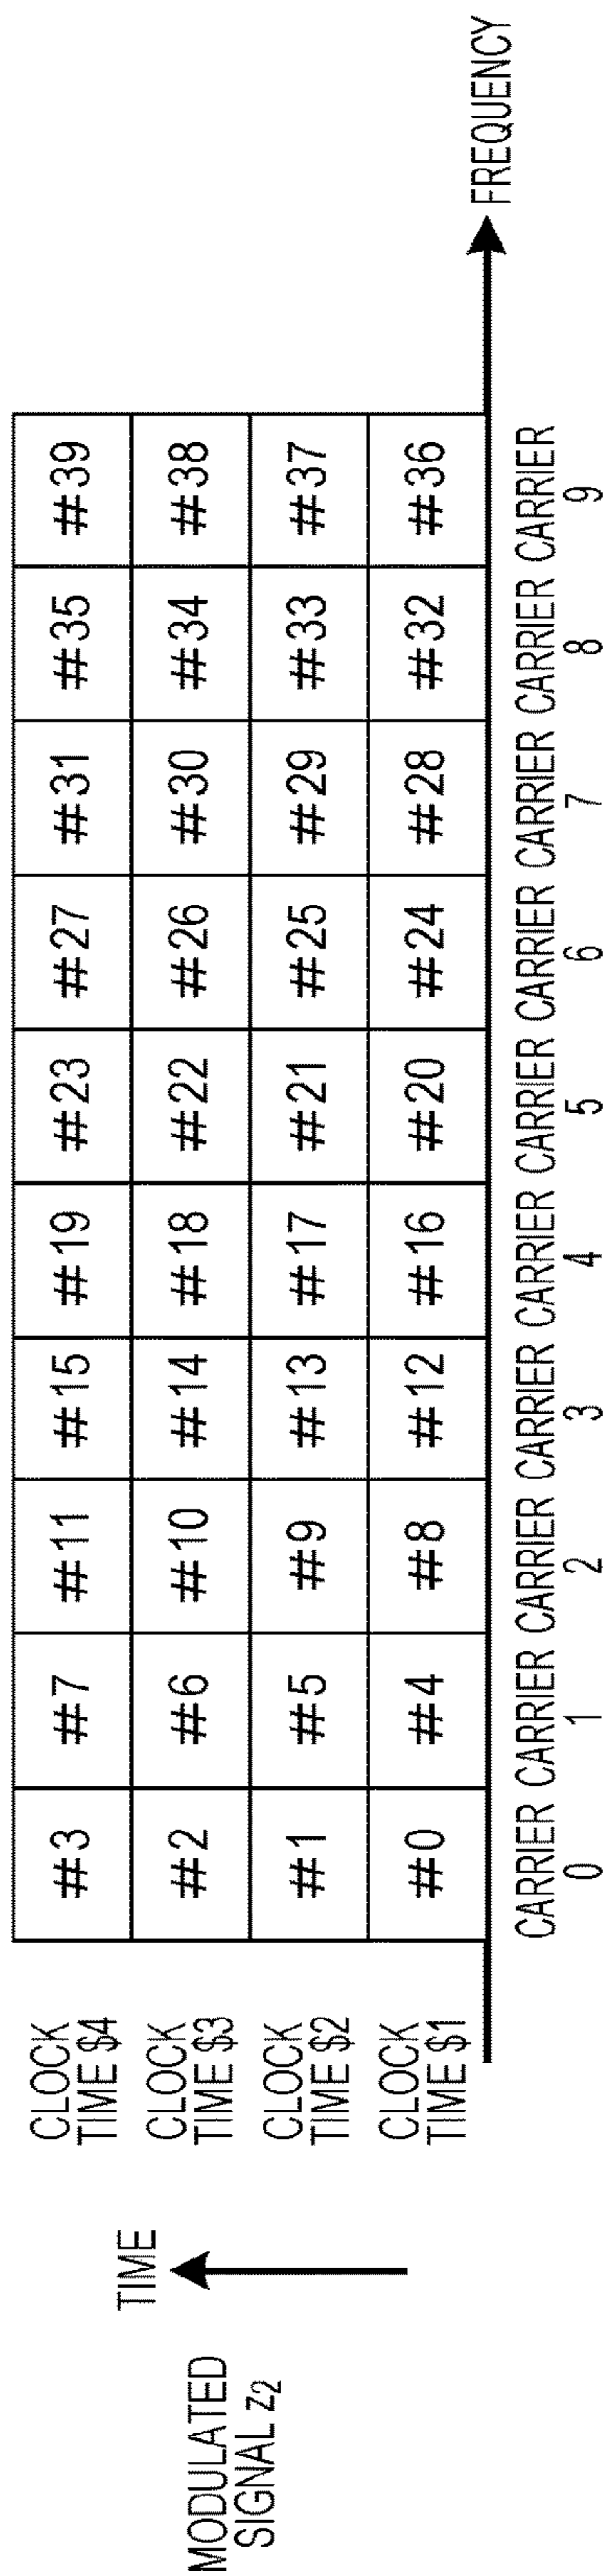 MODULATED
SIGNAL z2
TIME
CLOCK
TIME $4
#3 #7 #11 #15 #19 #23 #27 #31 #35 #39
CLOCK
TIME $3
#2 #6 #10 #14 #18 #22 #26 #30 #34 #38
CLOCK
TIME $2
#1 #5 #9 #13 #17 #21 #25 #29 #33 #37
CLOCK
TIME $1
#0 #4 #8 #12 #16 #20 #24 #28 #32 #36
FREQUENCY
CARRIER CARRIER CARRIER CARRIER CARRIER CARRIER CARRIER CARRIER CARRIER CARRIER
0 1 2 3 4 5 6 7 8 9